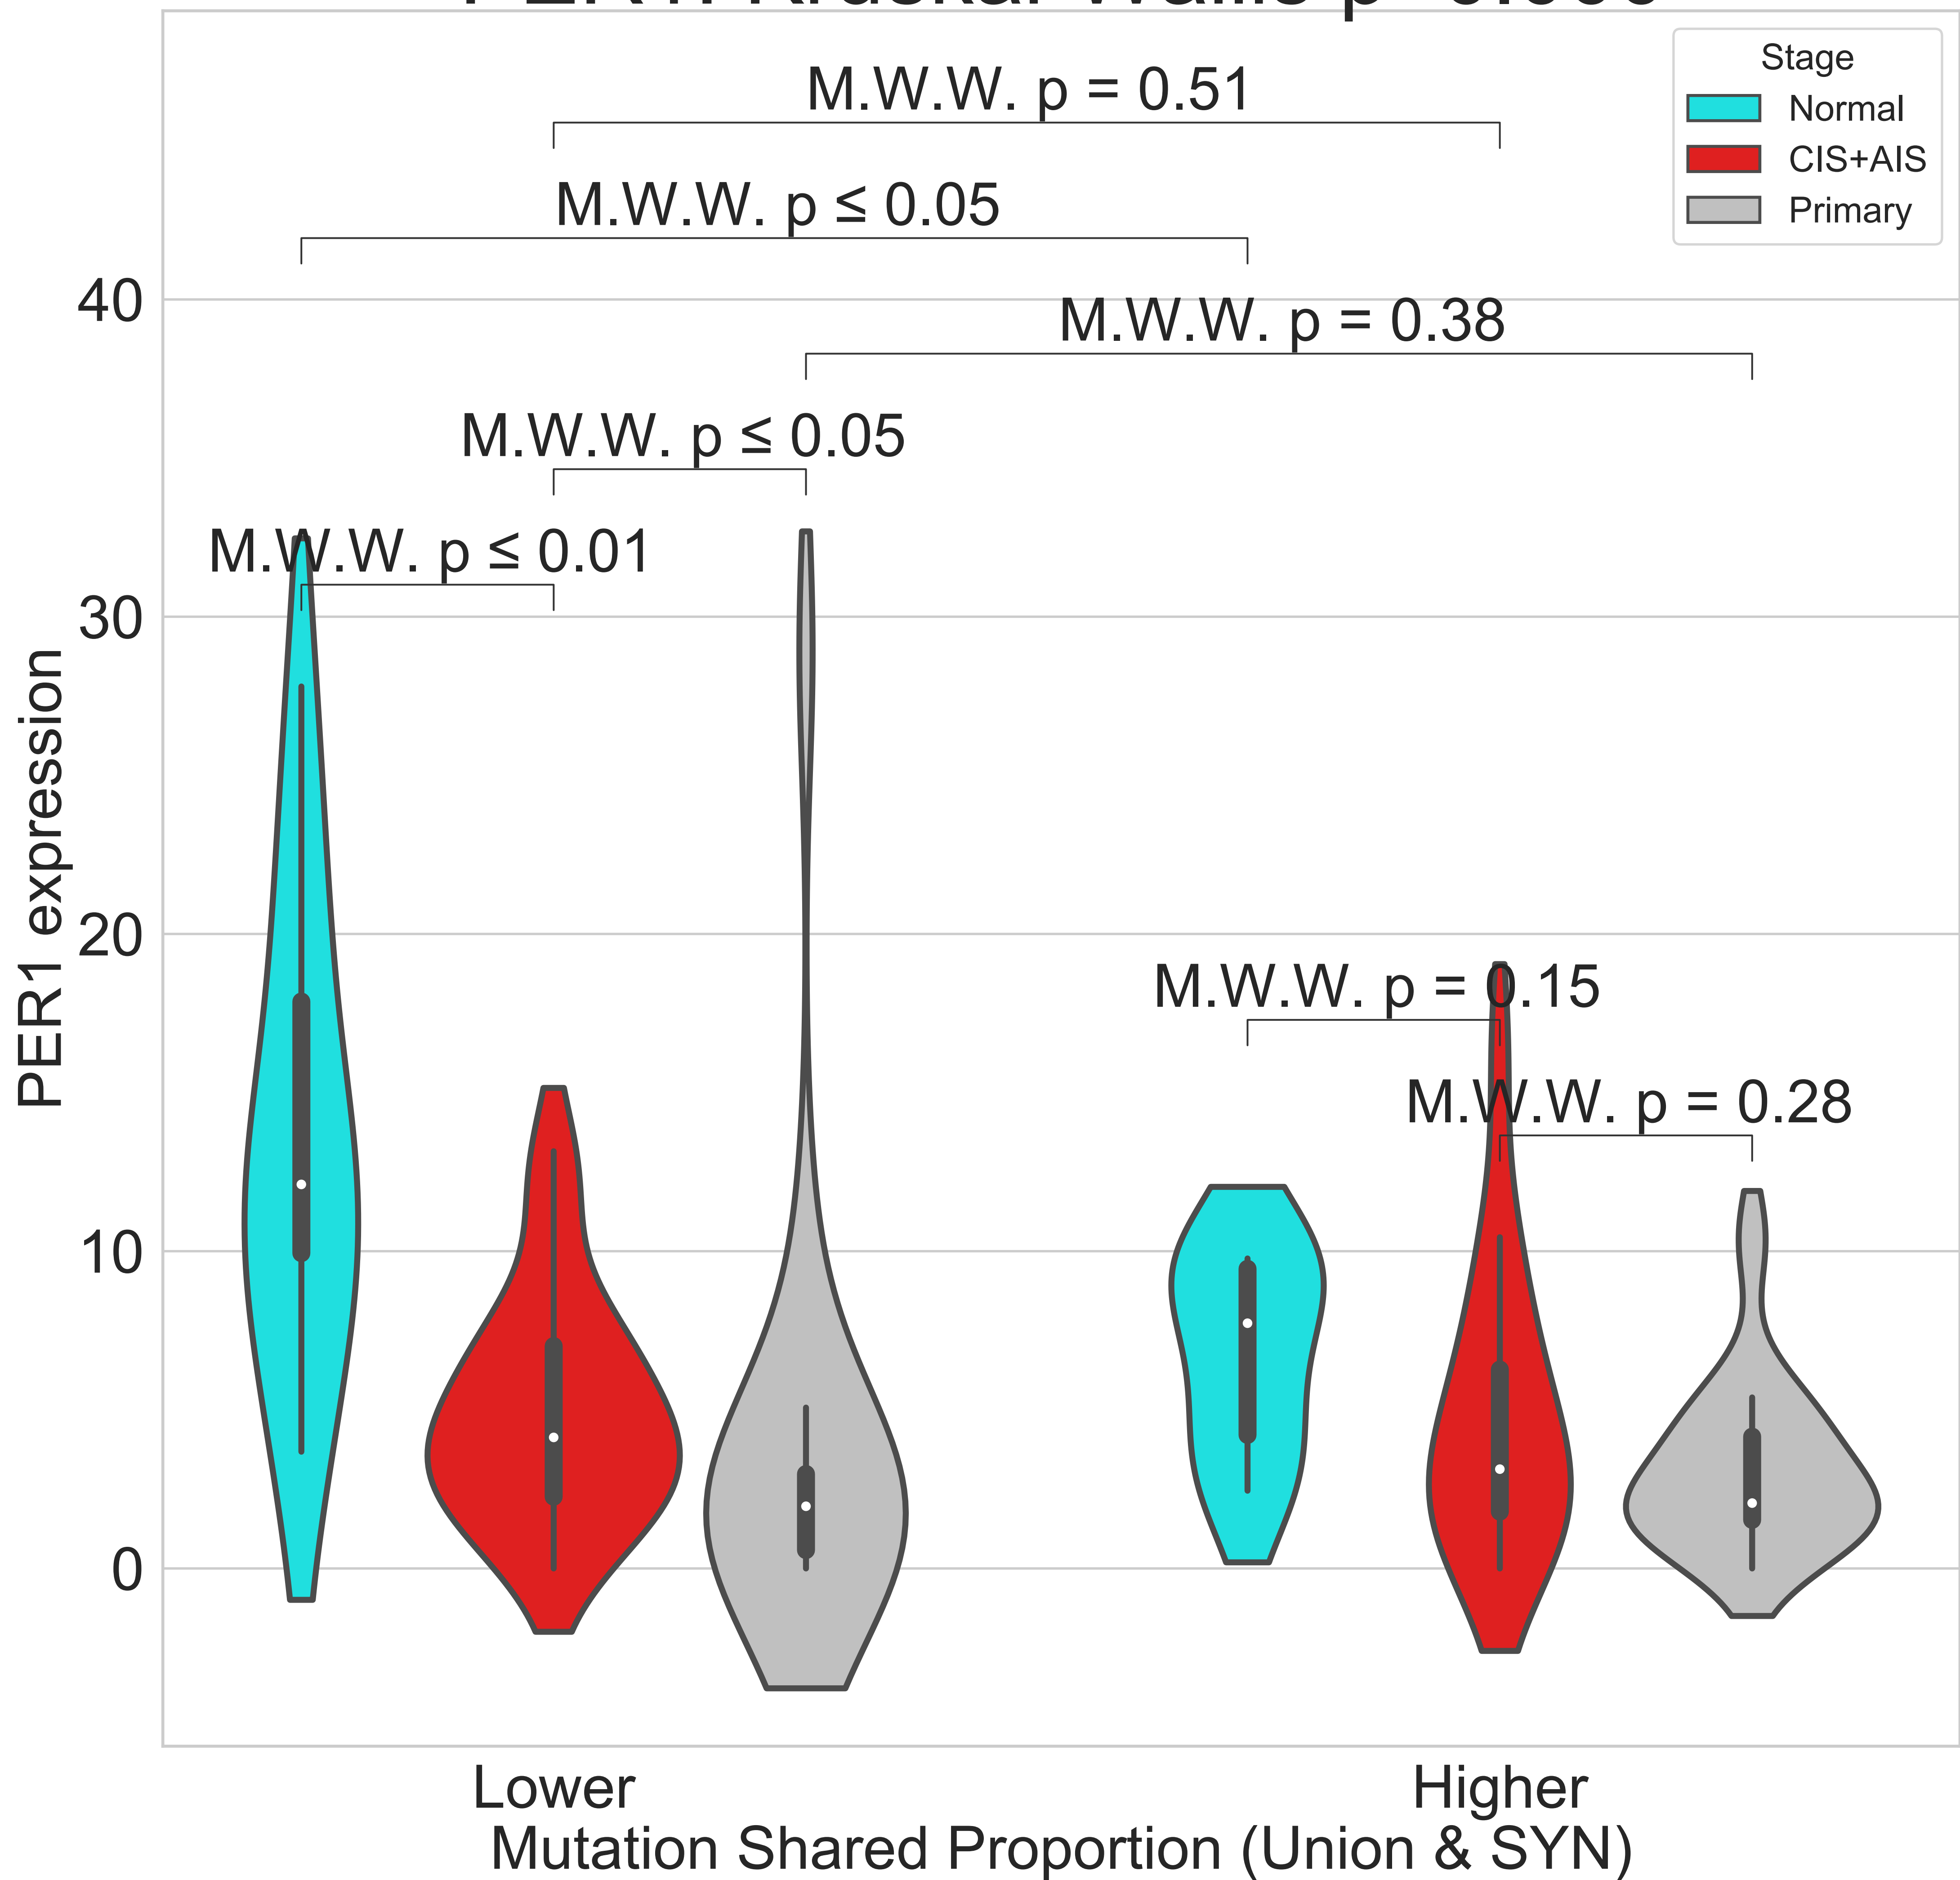 Stage
Normal
CIS+AIS
Primary
M.W.W. p = 0.51
M.W.W. p ≤ 0.05
M.W.W. p = 0.38
M.W.W. p ≤ 0.05
M.W.W. p ≤ 0.01
M.W.W. p = 0.15
M.W.W. p = 0.28
40
30
20
10
0
PER1 expression
Lower
Higher
Mutation Shared Proportion (Union & SYN)